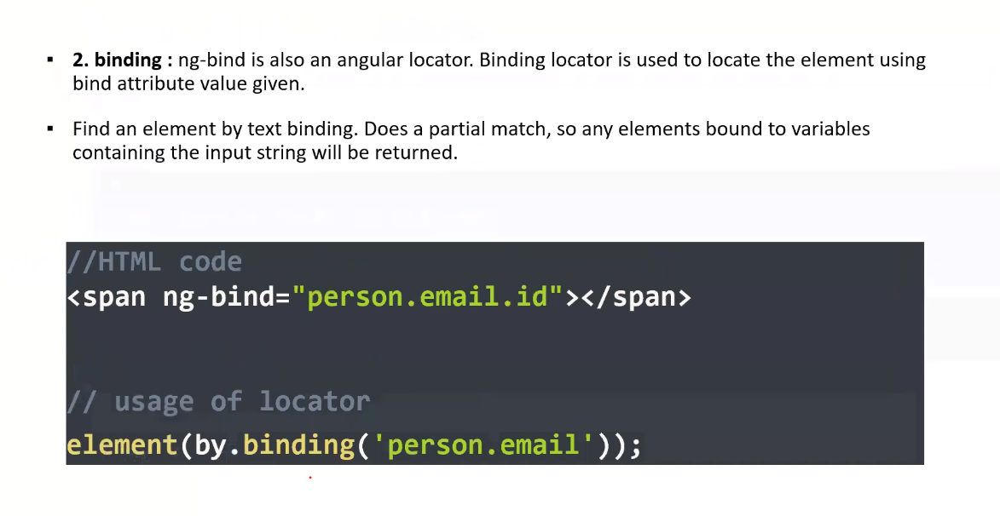 ▪ 2. binding : ng-bind is also an angular locator. Binding locator is used to locate the element using
bind attribute value given.
▪ Find an element by text binding. Does a partial match, so any elements bound to variables
containing the input string will be returned.
//HTML code
<span ng-bind="person.email.id"></span>
// usage of locator
element(by.binding('person.email'));